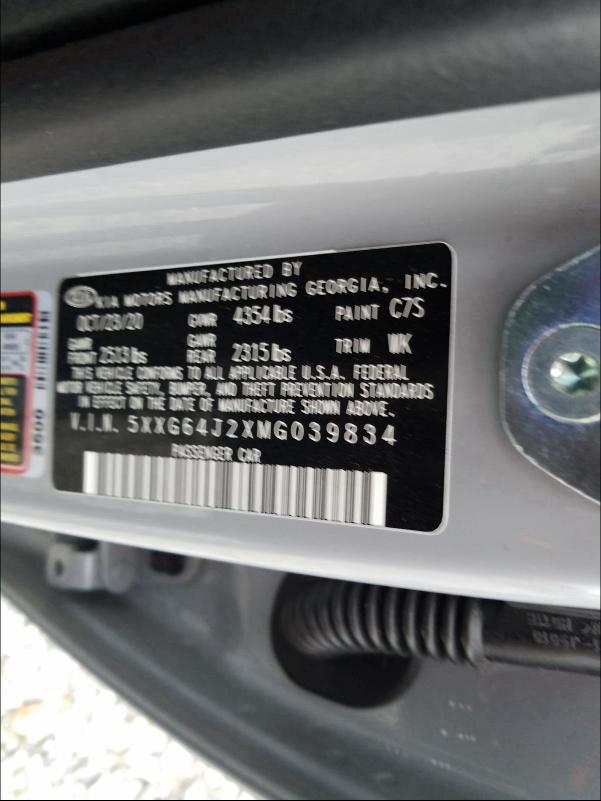 MANUFACTURED BY
KIA MOTORS MANUFACTURING GEORGIA, INC.
OCT/23/20 GVWR 4354 lbs PAINT C7S
GAWR FRONT 2513 lbs GAWR REAR 2315 lbs TRIM WK
THIS VEHICLE CONFORMS TO ALL APPLICABLE U.S.A. FEDERAL
MOTOR VEHICLE SAFETY, BUMPER, AND THEFT PREVENTION STANDARDS
IN EFFECT ON THE DATE OF MANUFACTURE SHOWN ABOVE.
V.I.N. 5XXG64J2XMG039834
PASSENGER CAR